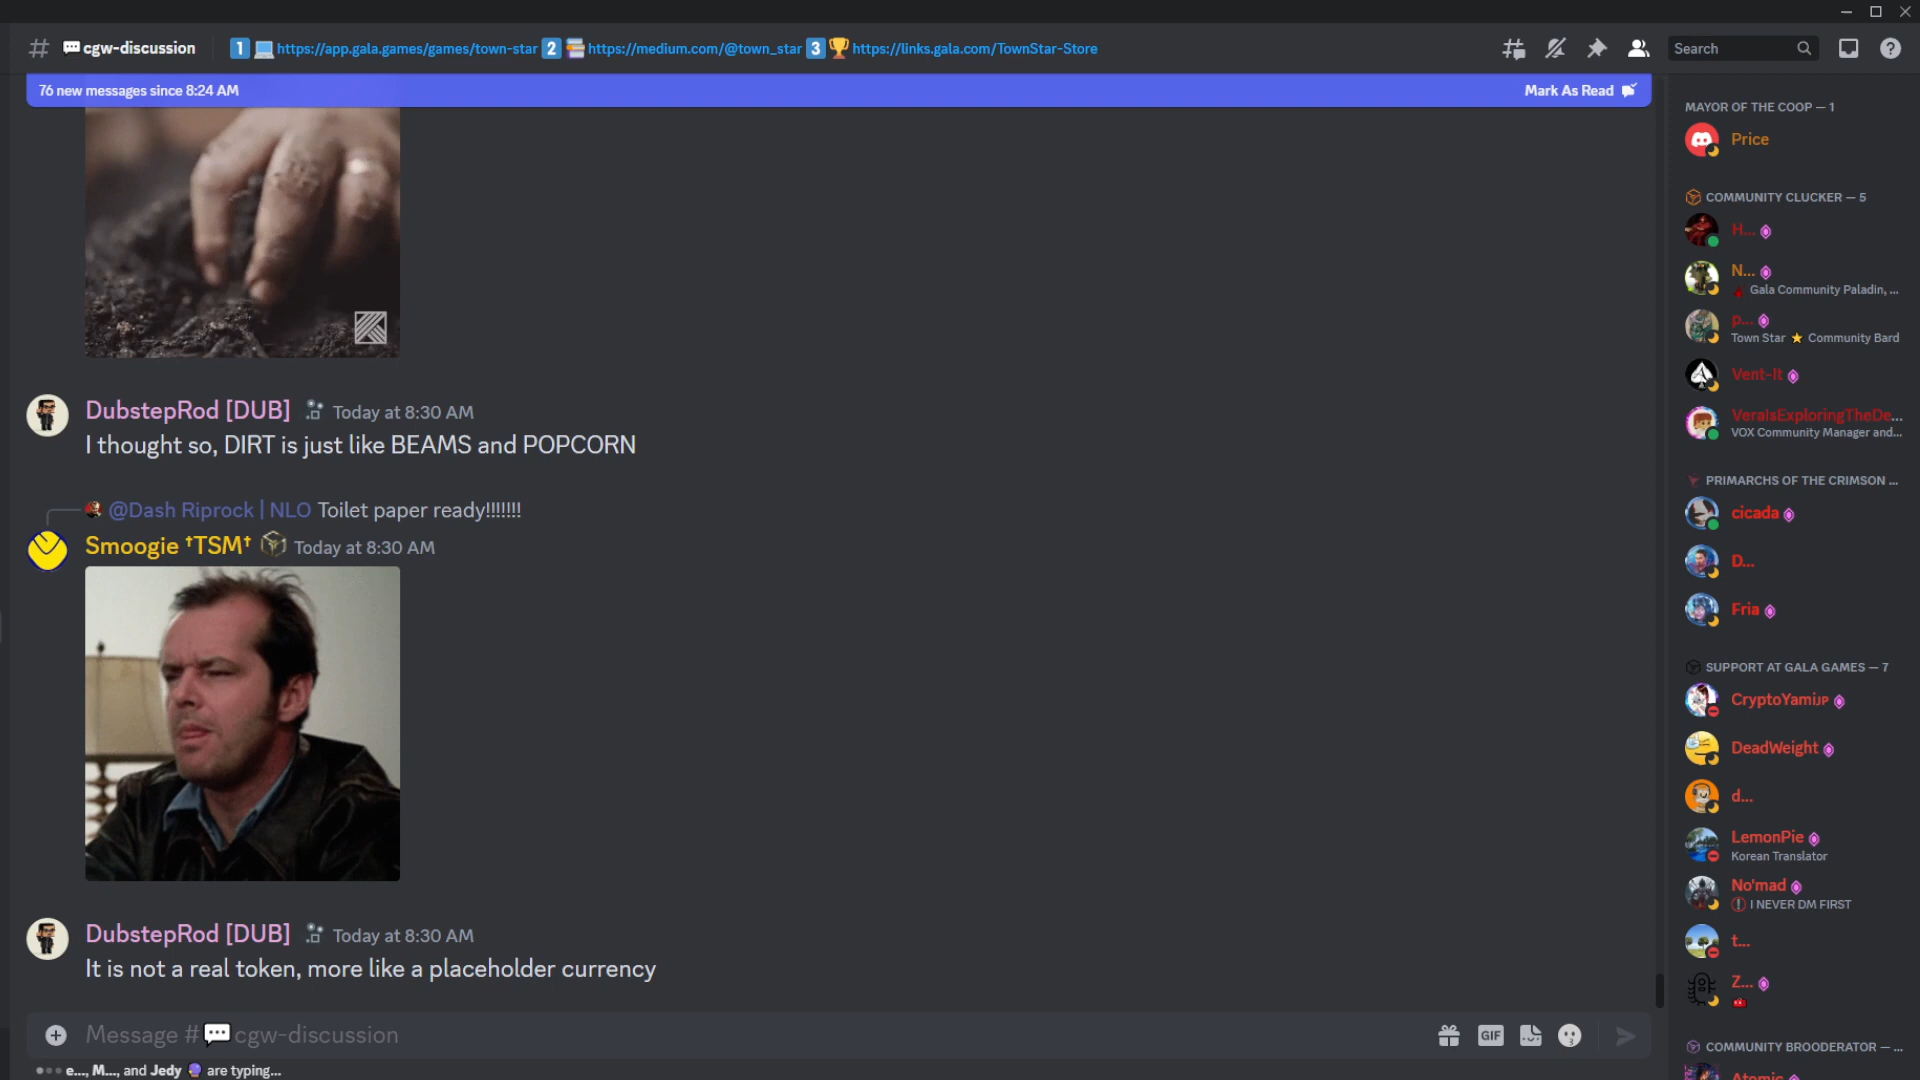 cgw-discussion
1 https://app.gala.games/games/town-star 2 https://medium.com/@town_star 3 https://links.gala.com/TownStar-Store
Search
76 new messages since 8:24 AM
Mark As Read
DubstepRod [DUB] Today at 8:30 AM
I thought so, DIRT is just like BEAMS and POPCORN
@Dash Riprock | NLO Toilet paper ready!!!!!!!
Smoogie †TSM† Today at 8:30 AM
DubstepRod [DUB] Today at 8:30 AM
It is not a real token, more like a placeholder currency
Message # cgw-discussion
GIF
e..., M..., and Jedy are typing...
MAYOR OF THE COOP — 1
Price
COMMUNITY CLUCKER — 5
H...
N...
Gala Community Paladin, ...
p...
Town Star ⭐ Community Bard
Vent-It
VeraIsExploringTheDe...
VOX Community Manager and...
PRIMARCHS OF THE CRIMSON ...
cicada
D...
Fria
SUPPORT AT GALA GAMES — 7
CryptoYamiJP
DeadWeight
d...
LemonPie
Korean Translator
No'mad
I NEVER DM FIRST
t...
Z...
COMMUNITY BROODERATOR — ...
Atomic